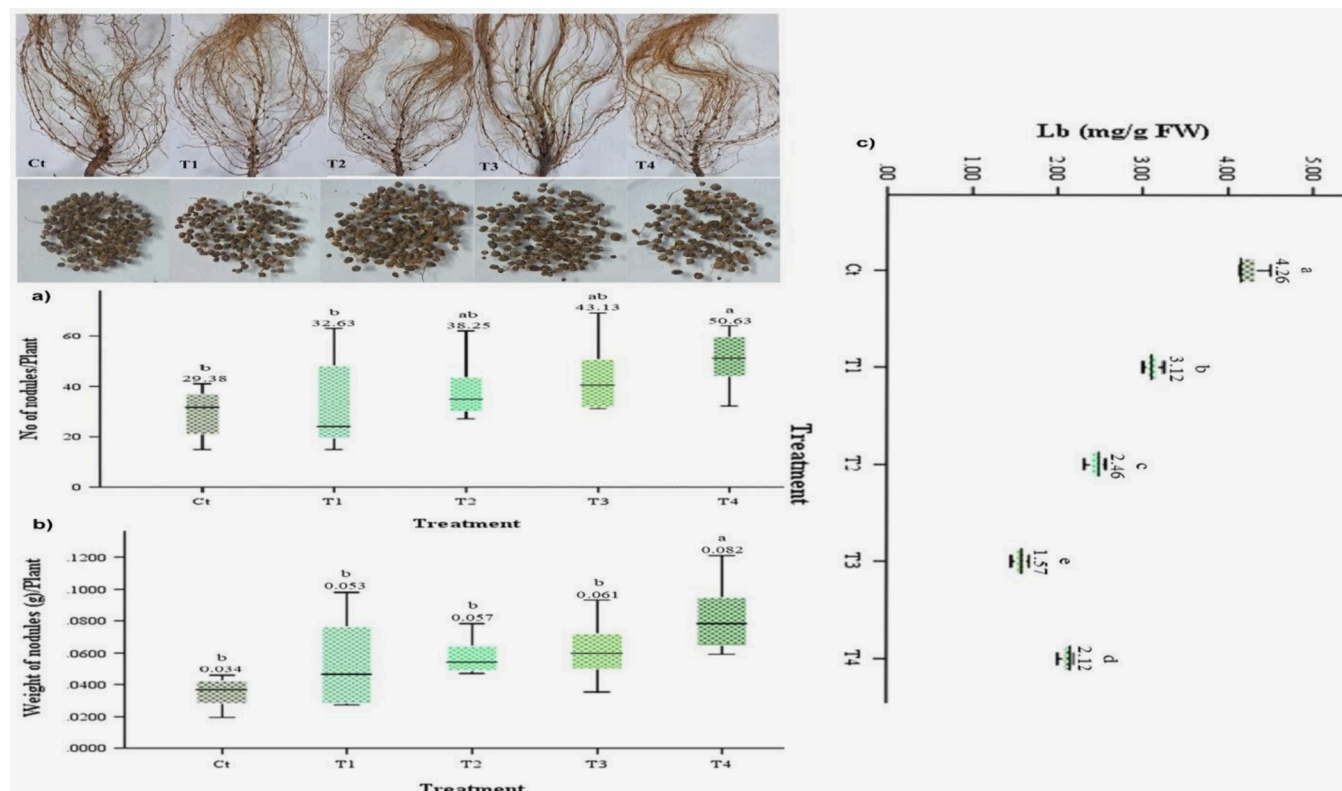 Ct T1 T2 T3 T4
a)
No of nodules/Plant
60
40
20
0
b
29.38
b
32.63
ab
38.25
ab
43.13
a
50.63
Ct T1 T2 T3 T4
Treatment
b)
Weight of nodules (g)/Plant
.1200
.1000
.0800
.0600
.0400
.0200
.0000
b
0.034
b
0.053
b
0.057
b
0.061
a
0.082
Ct T1 T2 T3 T4
Treatment
c)
Lb (mg/g FW)
.00 1.00 2.00 3.00 4.00 5.00
Treatment
Ct
T1
T2
T3
T4
a
4.26
b
3.12
c
2.46
e
1.57
d
2.12